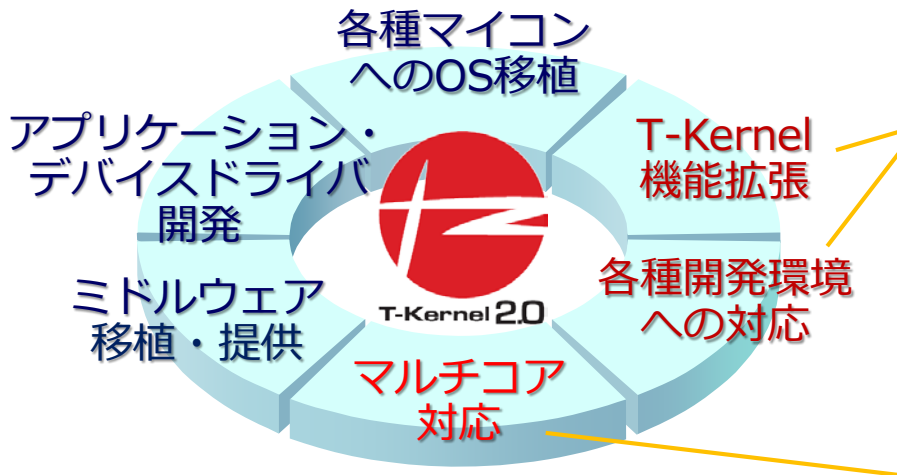 各種マイコン
へのOS移植
アプリケーション・
デバイスドライバ
開発
T-Kernel
機能拡張
ミドルウェア
移植・提供
T-Kernel 2.0
各種開発環境
への対応
マルチコア
対応